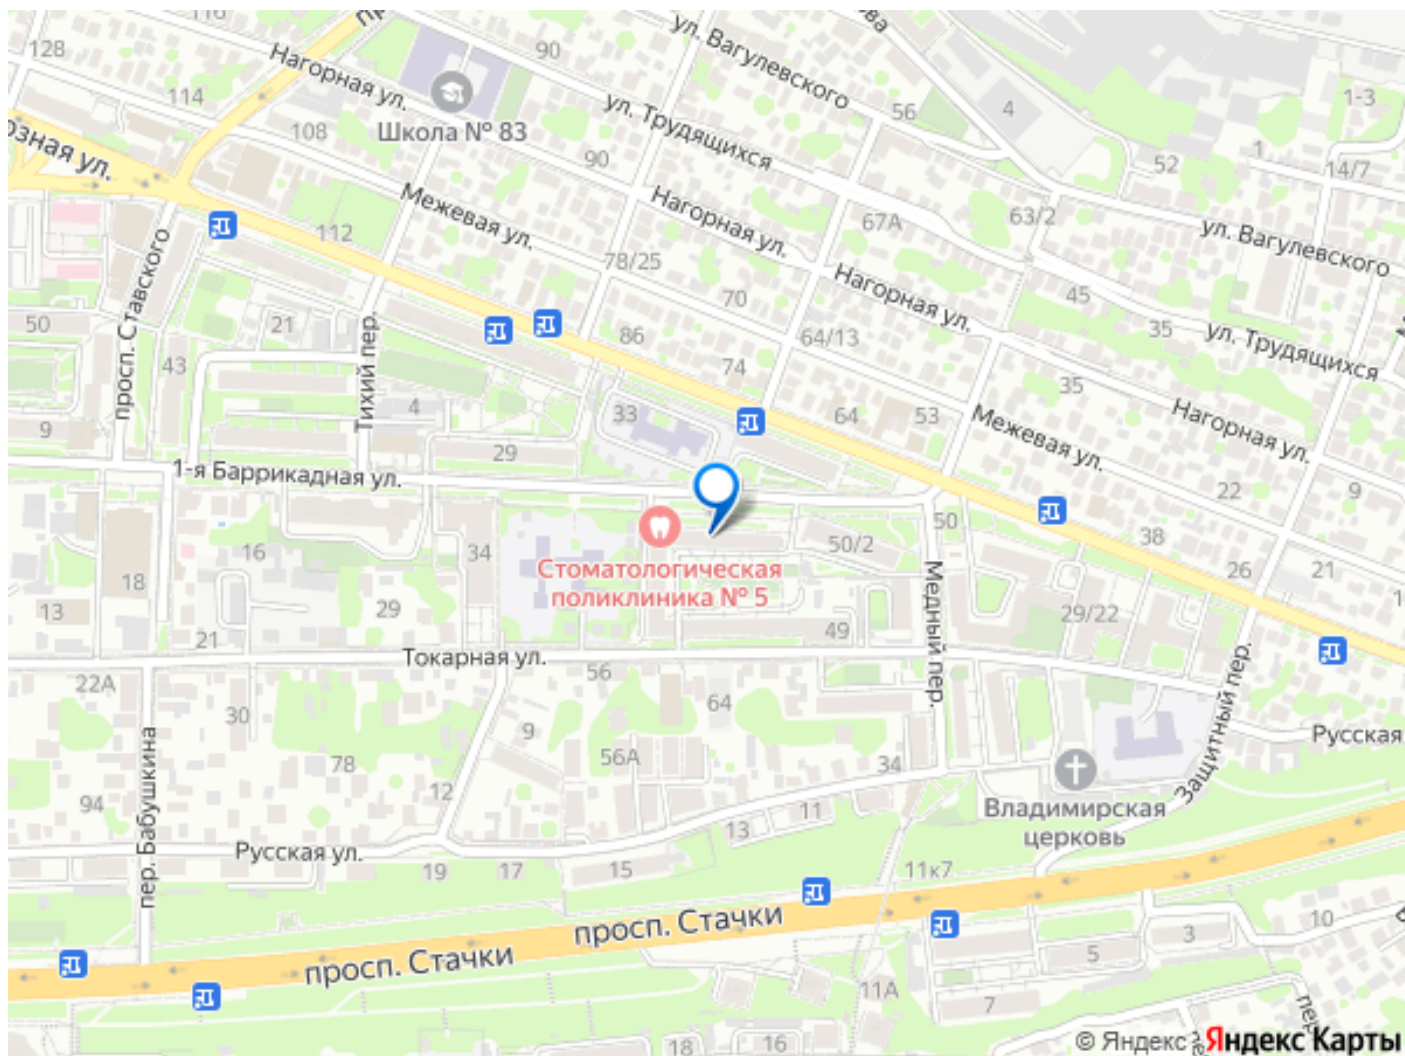 128
Нагорная ул.
90
ул. Вагулевского
114
108
Школа № 83
ул. Трудящихся
56
4
1-3
озная ул.
90
52
1
14/7
Межевая ул.
Нагорная ул.
67А
63/2
ул. Вагулевского
112
78/25
просп. Ставского
70
Нагорная ул.
45
50
21
Тихий пер.
86
64/13
35
ул. Трудящихся
43
74
35
4
33
64
53
Межевая ул.
Нагорная ул.
9
29
1-я Баррикадная ул.
22
9
50
38
16
34
50/2
18
Стоматологическая
поликлиника № 5
26
21
13
29
Медный пер.
29/22
21
49
Токарная ул.
56
22А
64
30
9
Защитный пер.
Русская
пер. Бабушкина
78
56А
34
94
12
11
Владимирская
церковь
13
Русская ул.
19
17
15
11к7
просп. Стачки
10
3
просп. Стачки
5
11А
7
пер
18
16
© Яндекс
Яндекс Карты